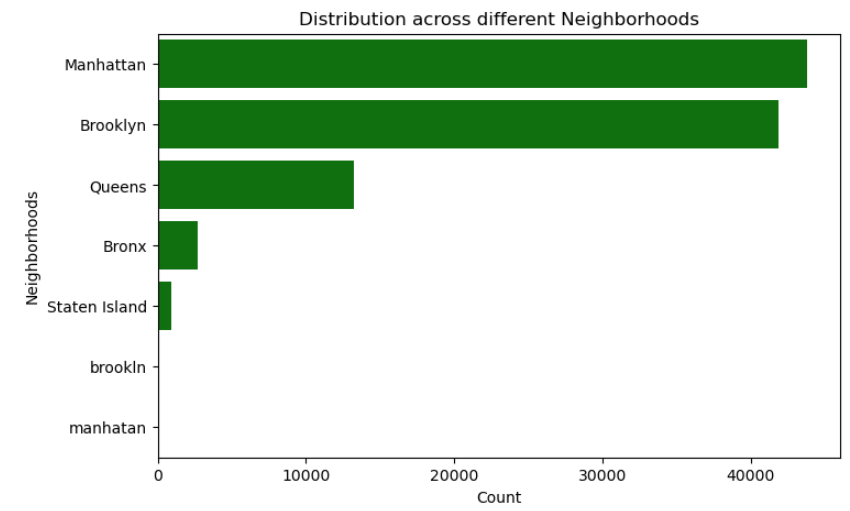 Distribution across different Neighborhoods
Neighborhoods
Manhattan
Brooklyn
Queens
Bronx
Staten Island
brookln
manhatan
0 10000 20000 30000 40000
Count